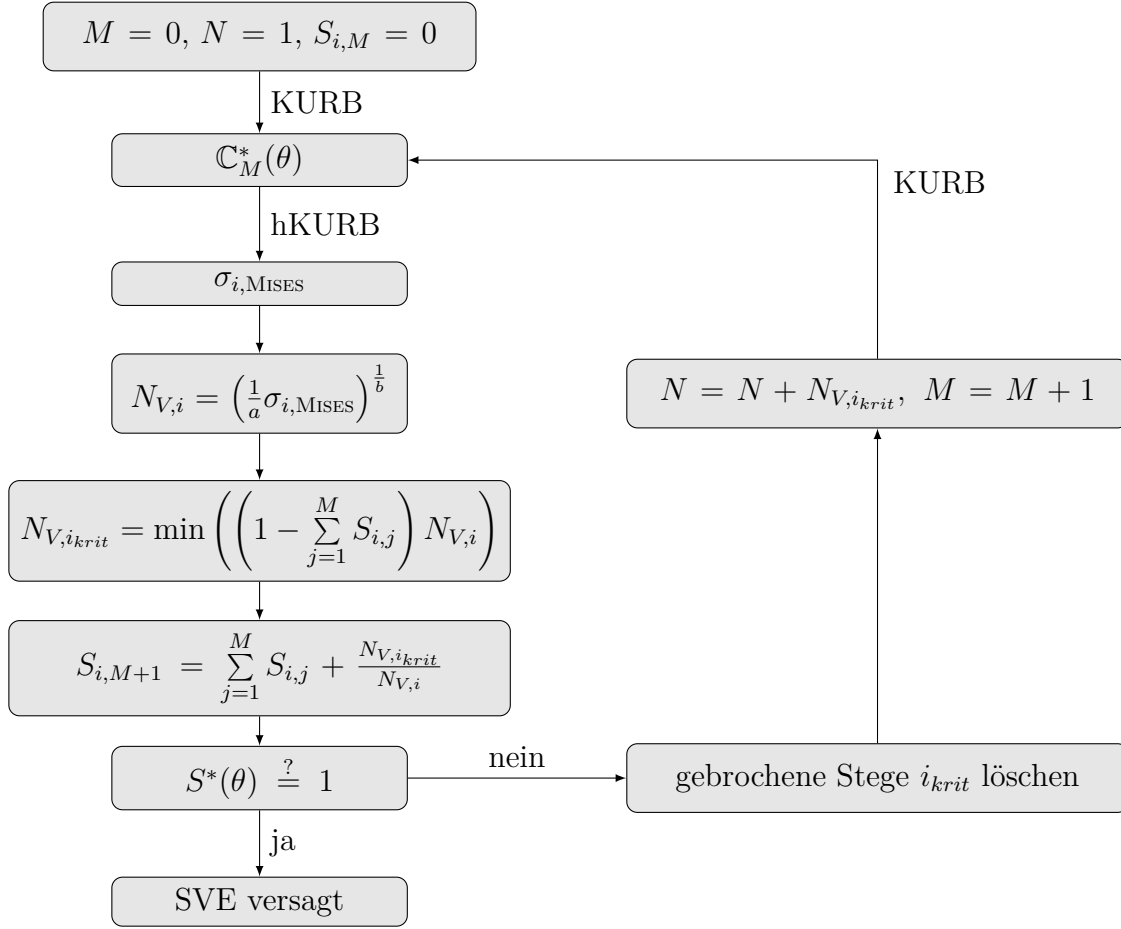 M = 0, N = 1, S_{i,M} = 0
KURB
ℂ*_M(θ)
KURB
hKURB
σ_{i,MISES}
N_{V,i} = (1/a σ_{i,MISES})^{1/b}
N = N + N_{V,i_{krit}}, M = M + 1
N_{V,i_{krit}} = min((1 − ∑_{j=1}^{M} S_{i,j}) N_{V,i})
S_{i,M+1} = ∑_{j=1}^{M} S_{i,j} + N_{V,i_{krit}}/N_{V,i}
S*(θ) =^? 1
nein
gebrochene Stege i_{krit} löschen
ja
SVE versagt